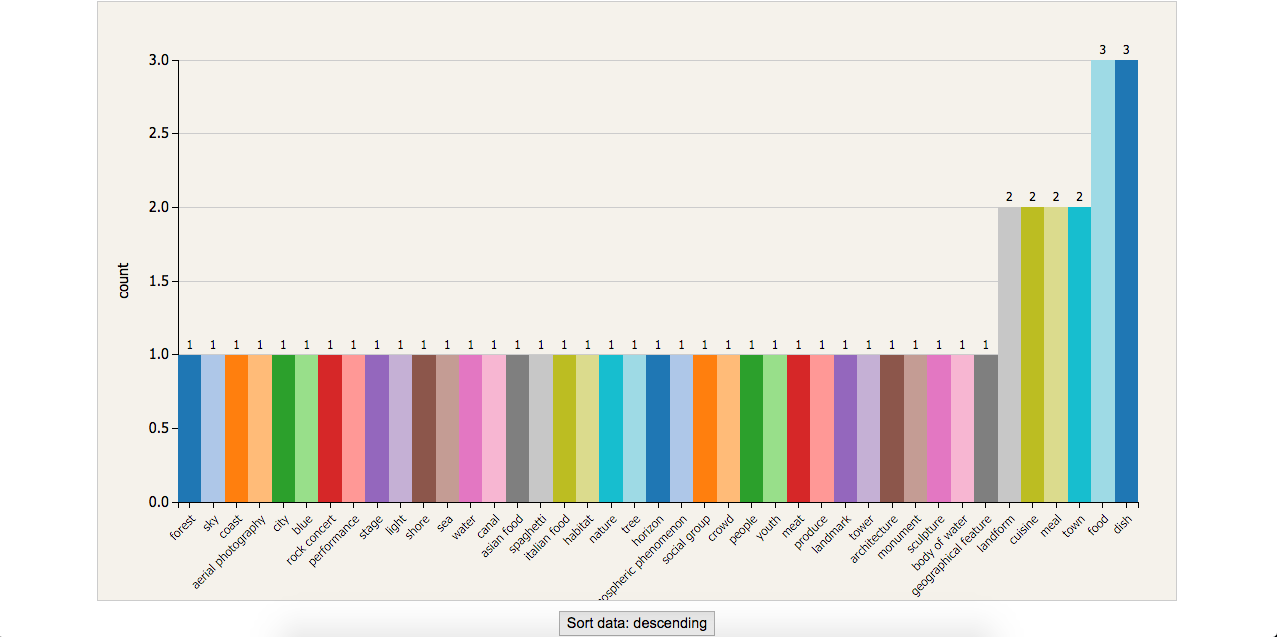 3 3
3.0
2.5
2 2 2 2
2.0
1.5
count
1 1 1 1 1 1 1 1 1 1 1 1 1 1 1 1 1 1 1 1 1 1 1 1 1 1 1 1 1 1 1 1 1 1 1
1.0
0.5
0.0
forest
sky
coast
aerial photography
city
blue
rock concert
performance
stage
light
shore
sea
water
canal
asian food
spaghetti
italian food
habitat
nature
tree
horizon
ospheric phenomenon
social group
crowd
people
youth
meat
produce
landmark
tower
architecture
monument
sculpture
body of water
geographical feature
landform
cuisine
meal
town
food
dish
Sort data: descending